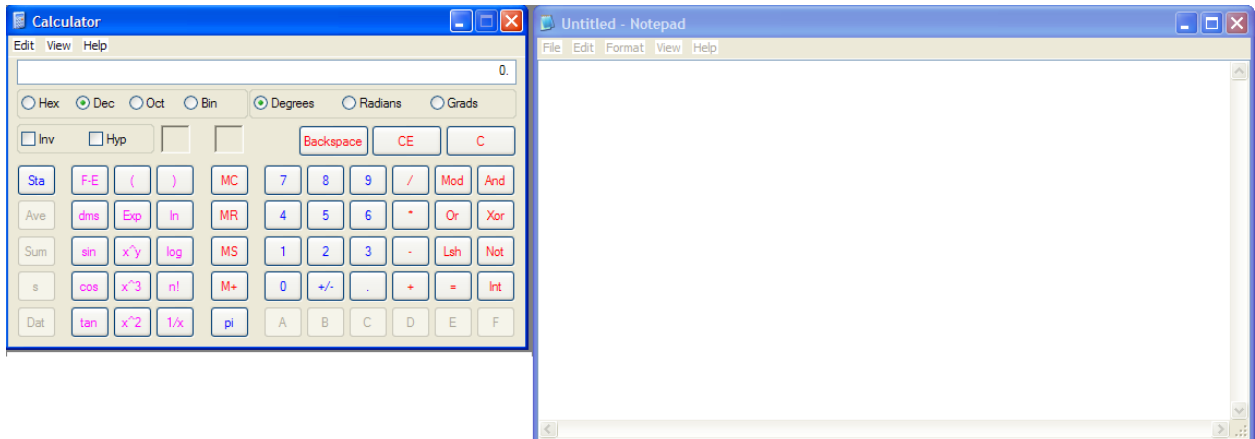 Calculator
Edit View Help
0.
Hex Dec Oct Bin Degrees Radians Grads
Inv Hyp Backspace CE C
Sta F-E ( ) MC 7 8 9 / Mod And
Ave dms Exp ln MR 4 5 6 * Or Xor
Sum sin x^y log MS 1 2 3 - Lsh Not
s cos x^3 n! M+ 0 +/- . + = Int
Dat tan x^2 1/x pi A B C D E F
Untitled - Notepad
File Edit Format View Help